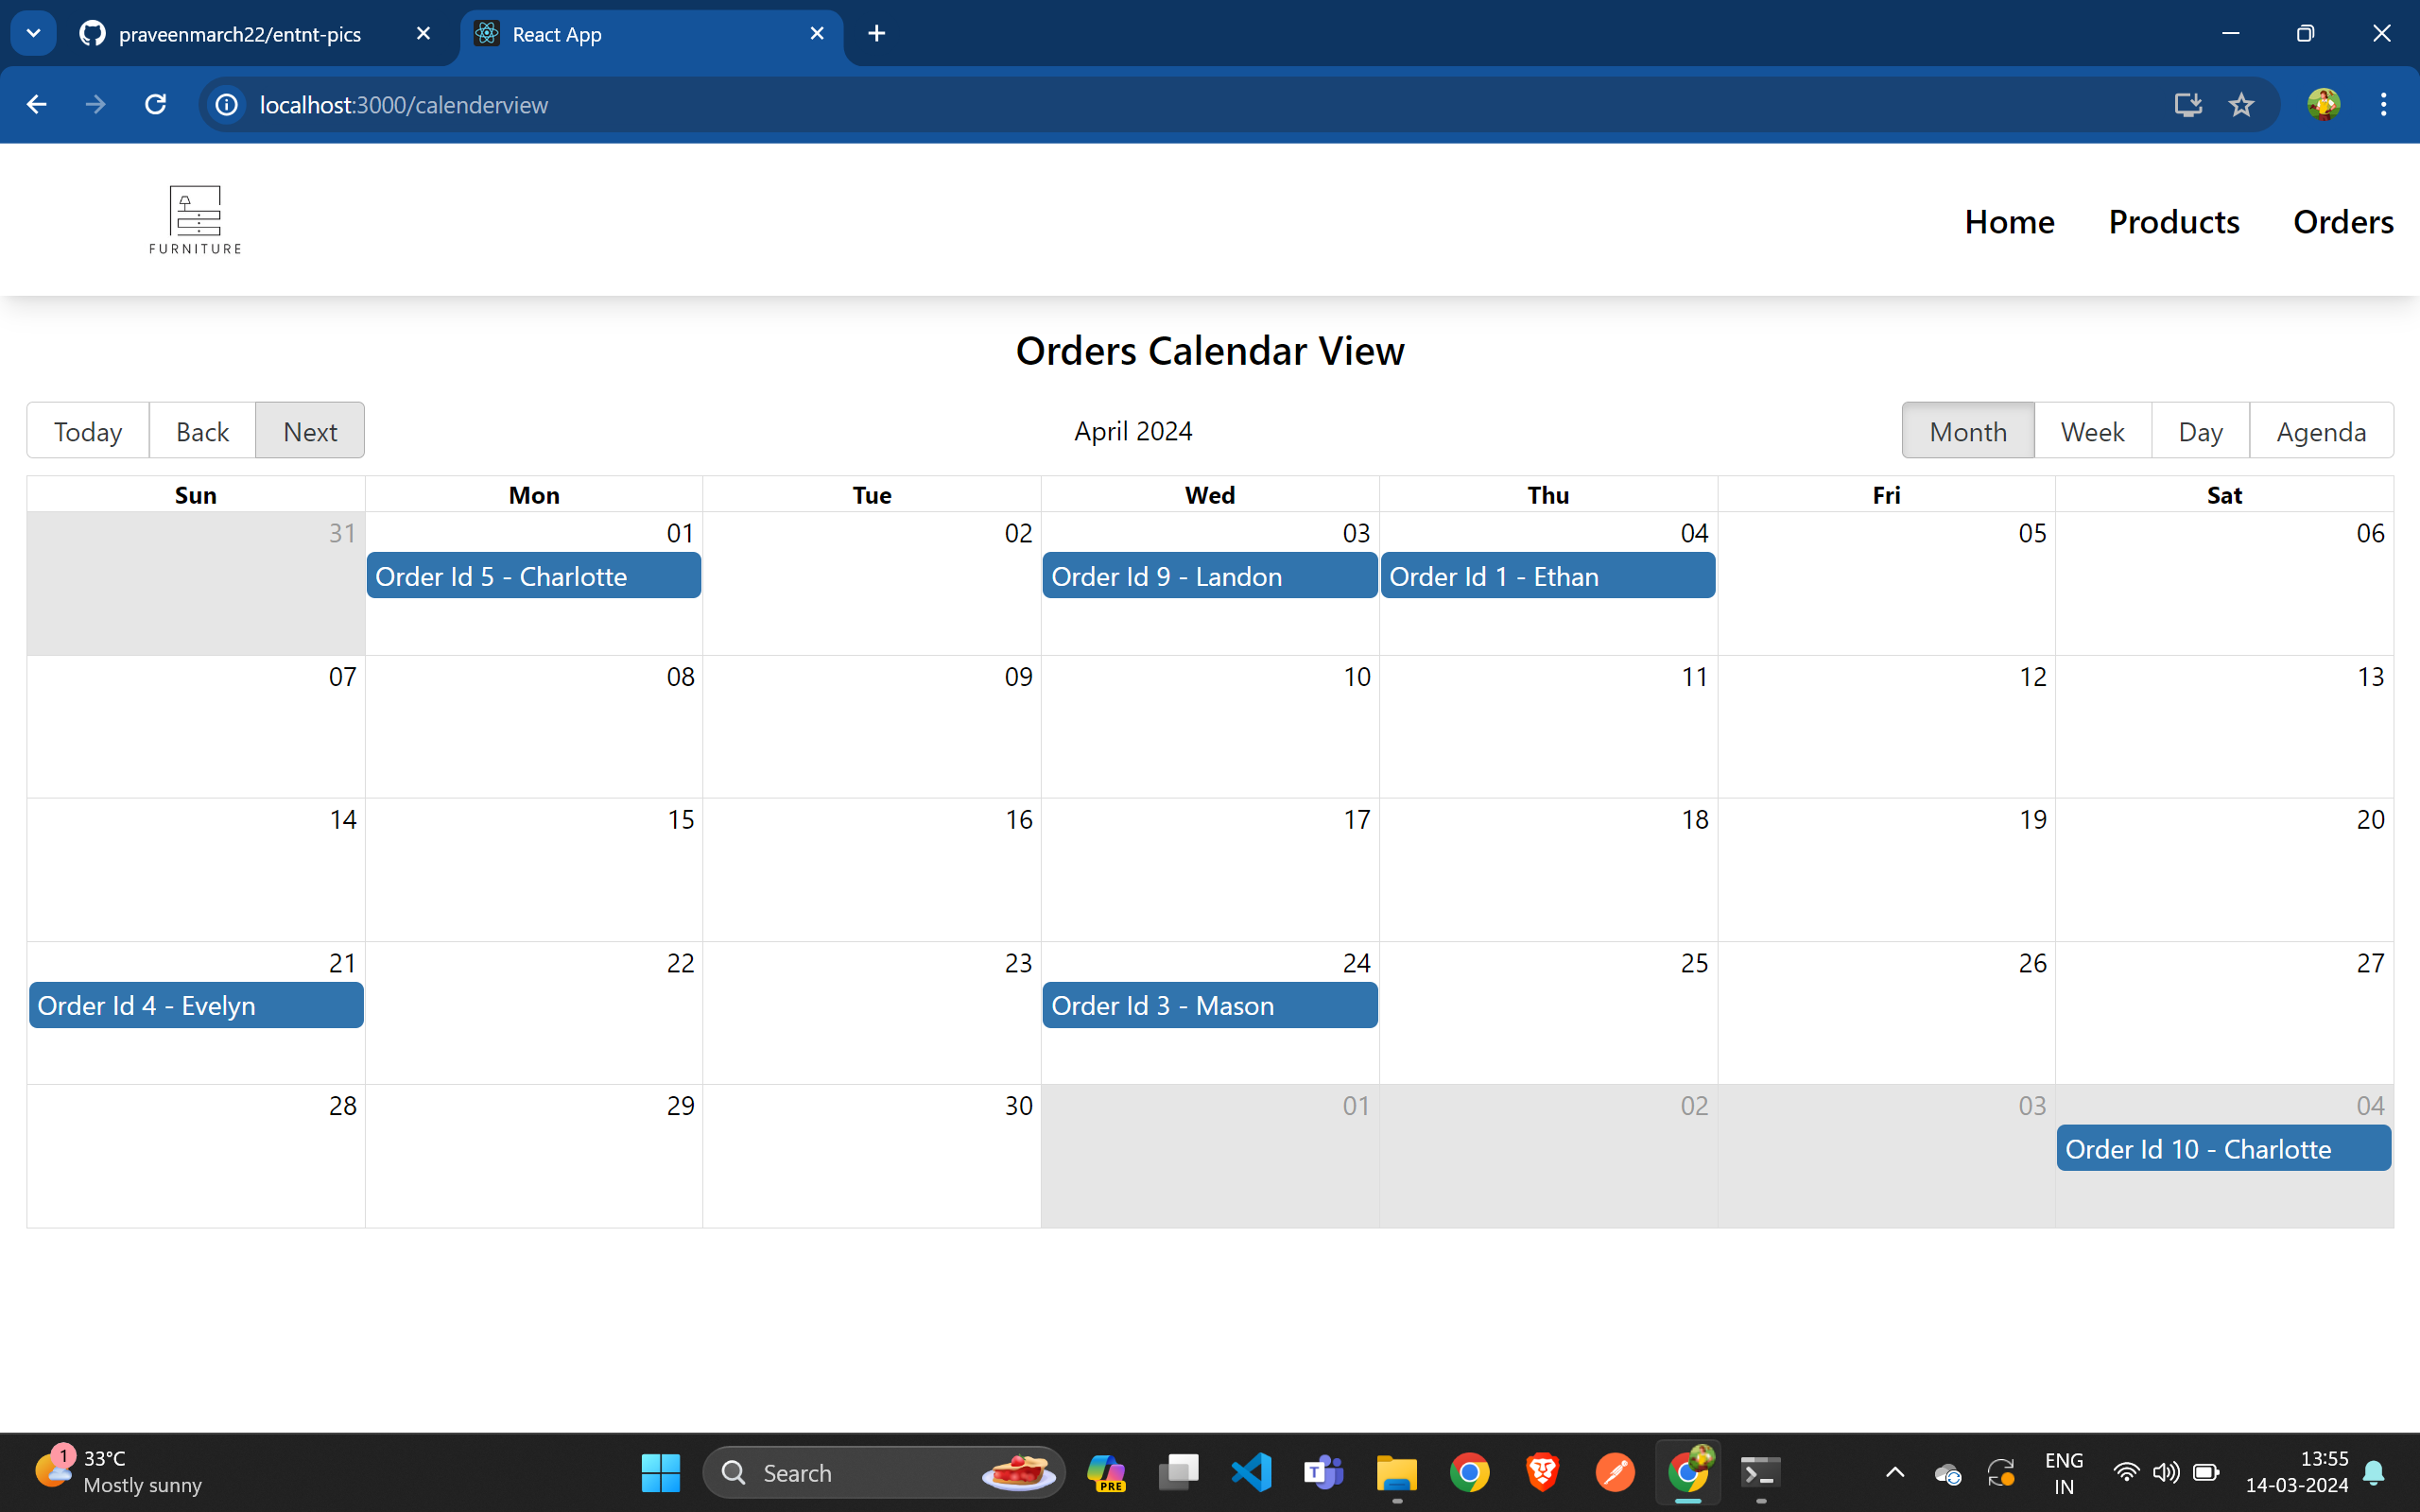 praveenmarch22/entnt-pics
React App
localhost:3000/calenderview
FURNITURE
Home Products Orders
Orders Calendar View
Today Back Next
April 2024
Month Week Day Agenda
Sun Mon Tue Wed Thu Fri Sat
31 01 02 03 04 05 06
Order Id 5 - Charlotte
Order Id 9 - Landon
Order Id 1 - Ethan
07 08 09 10 11 12 13
14 15 16 17 18 19 20
21 22 23 24 25 26 27
Order Id 4 - Evelyn
Order Id 3 - Mason
28 29 30 01 02 03 04
Order Id 10 - Charlotte
1
33°C
Mostly sunny
Search
PRE
T
ENG
IN
13:55
14-03-2024